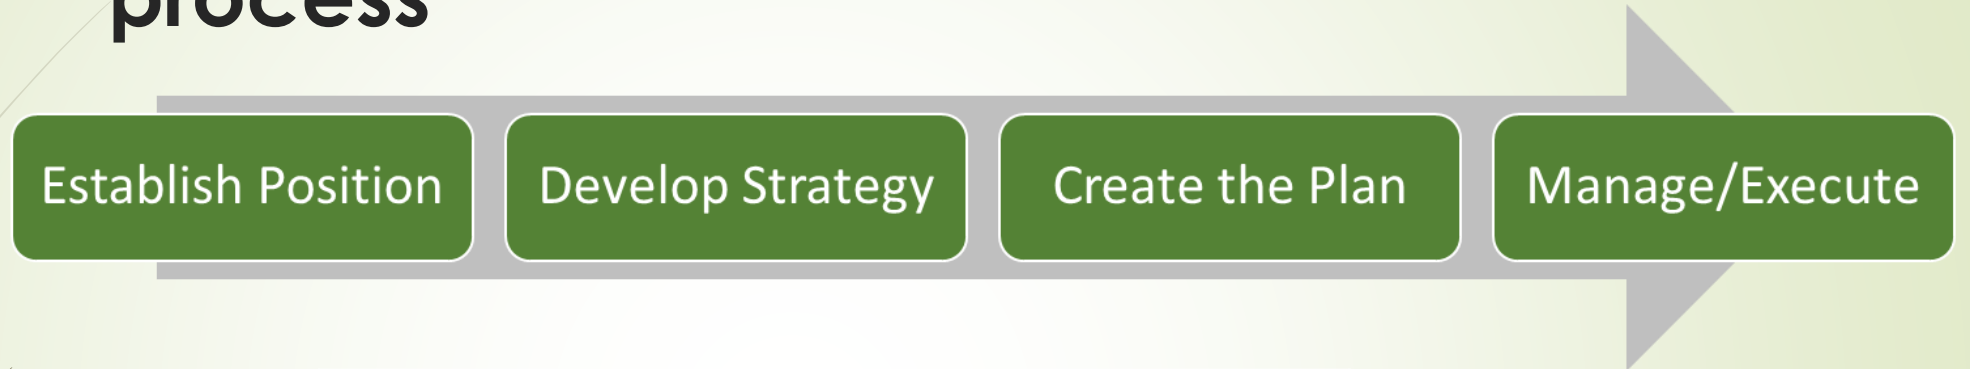 process
Establish Position
Develop Strategy
Create the Plan
Manage/Execute